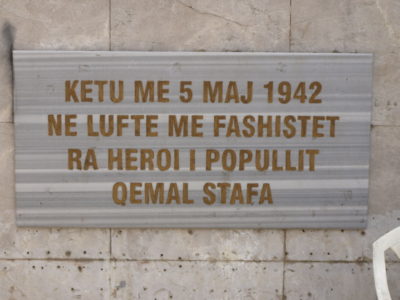 KETU ME 5 MAJ 1942
NE LUFTE ME FASHISTET
RA HEROI I POPULLIT
QEMAL STAFA